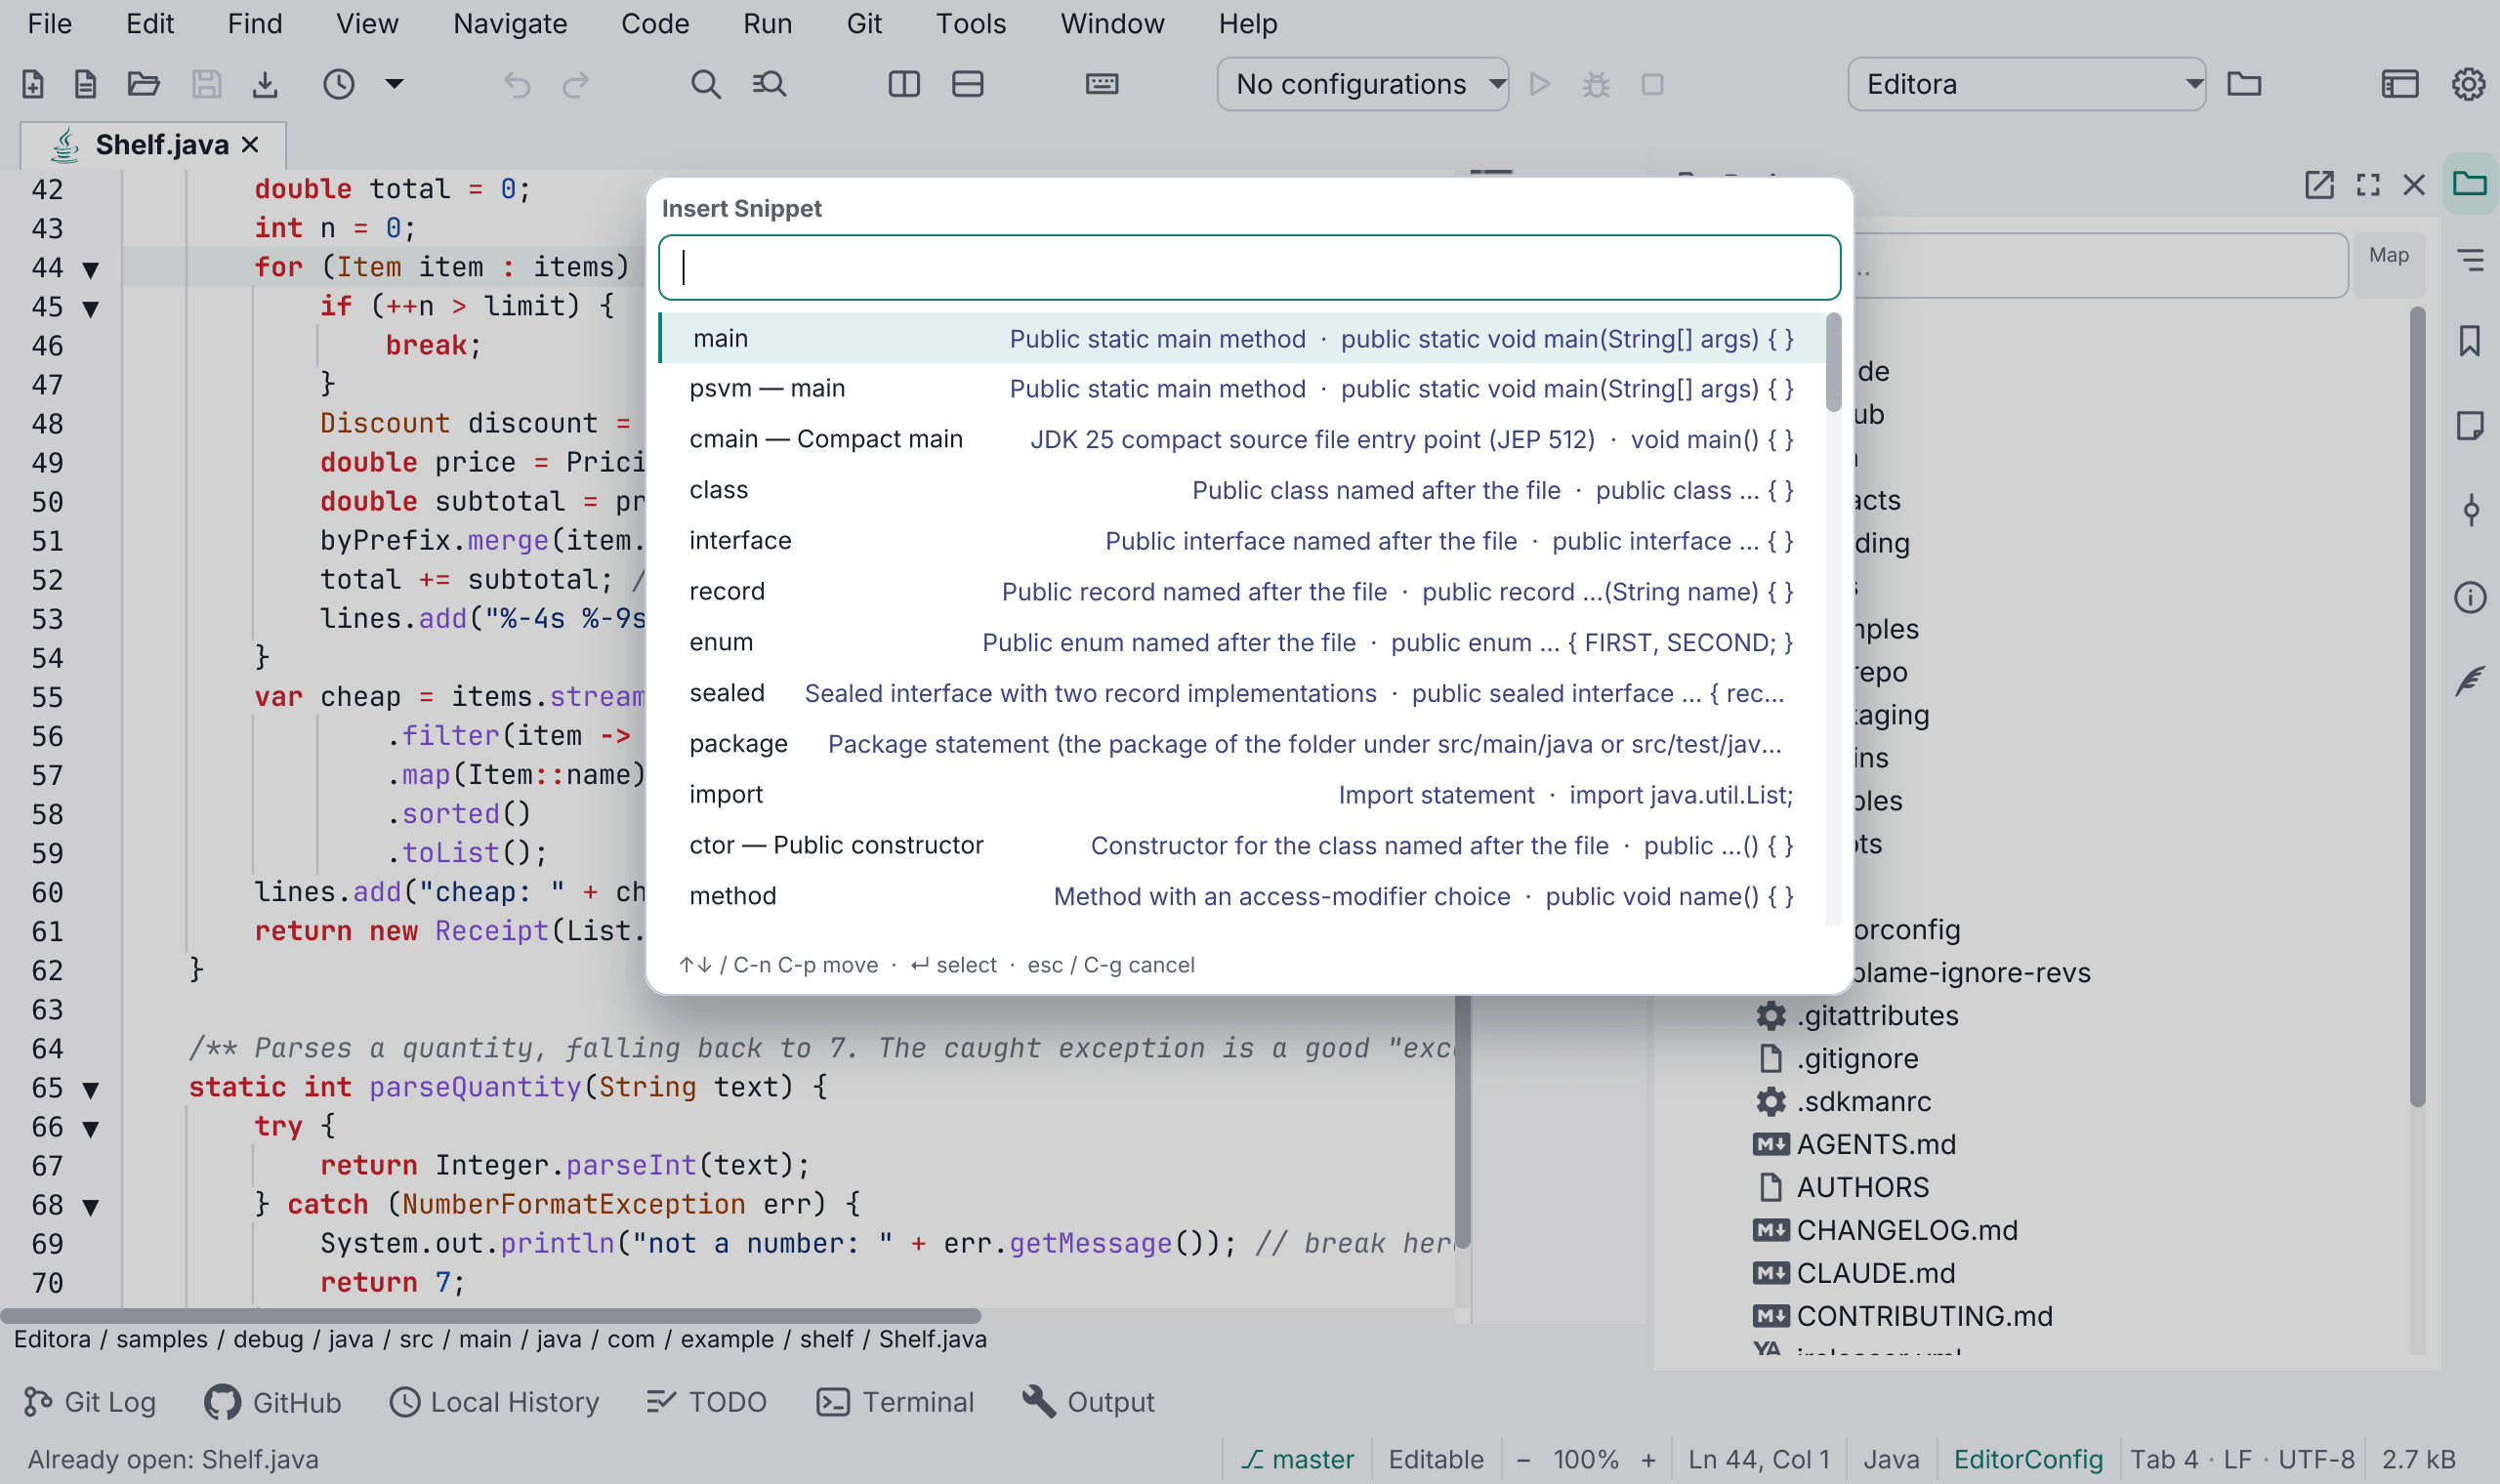 File Edit Find View Navigate Code Run Git Tools Window Help
No configurations Editora
Shelf.java
42 double total = 0;
43 int n = 0;
44 for (Item item : items)
45 if (++n > limit) {
46 break;
47 }
48 Discount discount =
49 double price = Prici
50 double subtotal = pr
51 byPrefix.merge(item.
52 total += subtotal; /
53 lines.add("%-4s %-9s
54 }
55 var cheap = items.stream
56 .filter(item ->
57 .map(Item::name)
58 .sorted()
59 .toList();
60 lines.add("cheap: " + ch
61 return new Receipt(List.
62 }
63
64 /** Parses a quantity, falling back to 7. The caught exception is a good "exc
65 static int parseQuantity(String text) {
66 try {
67 return Integer.parseInt(text);
68 } catch (NumberFormatException err) {
69 System.out.println("not a number: " + err.getMessage()); // break her
70 return 7;
Insert Snippet
main Public static main method · public static void main(String[] args) { }
psvm — main Public static main method · public static void main(String[] args) { }
cmain — Compact main JDK 25 compact source file entry point (JEP 512) · void main() { }
class Public class named after the file · public class ... { }
interface Public interface named after the file · public interface ... { }
record Public record named after the file · public record ...(String name) { }
enum Public enum named after the file · public enum ... { FIRST, SECOND; }
sealed Sealed interface with two record implementations · public sealed interface ... { rec...
package Package statement (the package of the folder under src/main/java or src/test/jav...
import Import statement · import java.util.List;
ctor — Public constructor Constructor for the class named after the file · public ...() { }
method Method with an access-modifier choice · public void name() { }
↑↓ / C-n C-p move · ↵ select · esc / C-g cancel
Map
de
ub
acts
ding
nples
repo
kaging
ins
ples
ots
orconfig
blame-ignore-revs
.gitattributes
.gitignore
.sdkmanrc
AGENTS.md
AUTHORS
CHANGELOG.md
CLAUDE.md
CONTRIBUTING.md
Editora / samples / debug / java / src / main / java / com / example / shelf / Shelf.java
Git Log GitHub Local History TODO Terminal Output
Already open: Shelf.java master Editable − 100% + Ln 44, Col 1 Java EditorConfig Tab 4 · LF · UTF-8 2.7 kB